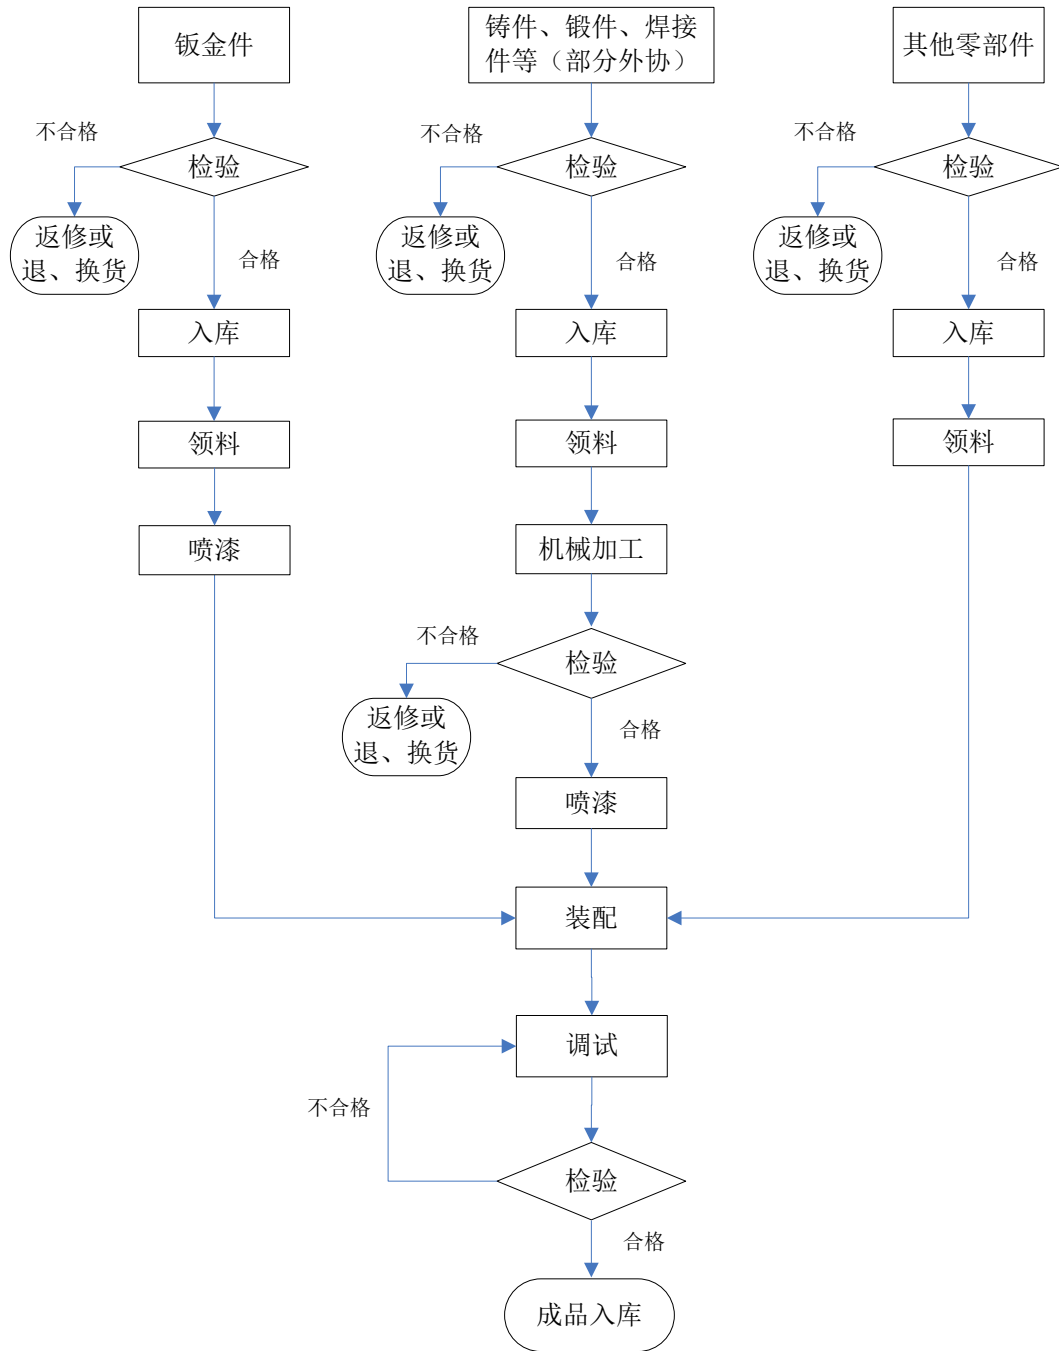 钣金件
铸件、锻件、焊接
件等（部分外协）
其他零部件
不合格
检验
不合格
检验
不合格
检验
返修或
退、换货
合格
返修或
退、换货
合格
返修或
退、换货
合格
入库
入库
入库
领料
领料
领料
喷漆
机械加工
不合格
检验
返修或
退、换货
合格
喷漆
装配
调试
不合格
检验
合格
成品入库